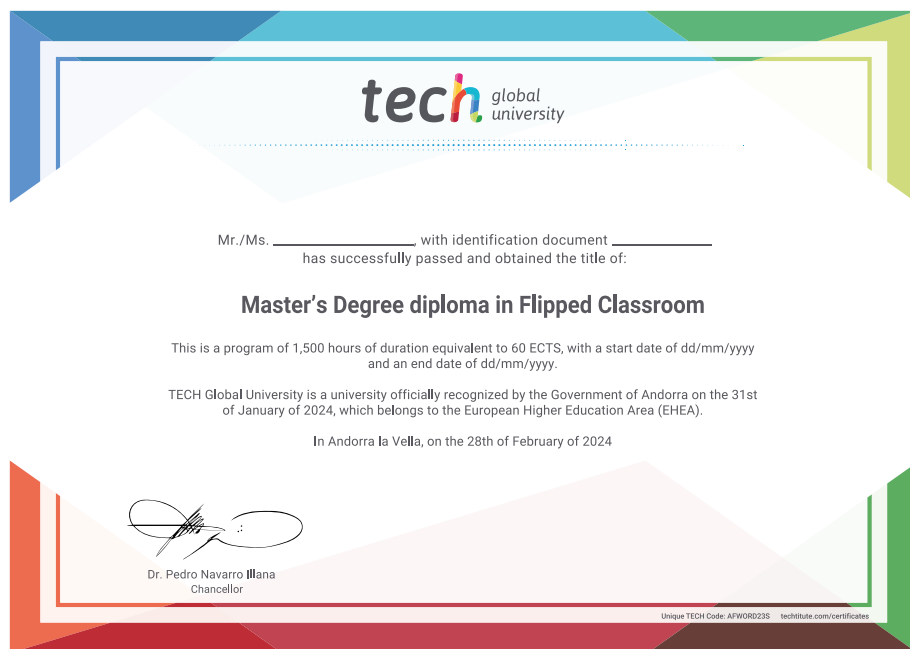 tech global university
Mr./Ms. ____________________, with identification document ______________
has successfully passed and obtained the title of:
Master's Degree diploma in Flipped Classroom
This is a program of 1,500 hours of duration equivalent to 60 ECTS, with a start date of dd/mm/yyyy
and an end date of dd/mm/yyyy.
TECH Global University is a university officially recognized by the Government of Andorra on the 31st
of January of 2024, which belongs to the European Higher Education Area (EHEA).
In Andorra la Vella, on the 28th of February of 2024
Dr. Pedro Navarro Illana
Chancellor
Unique TECH Code: AFWORD23S techtitute.com/certificates